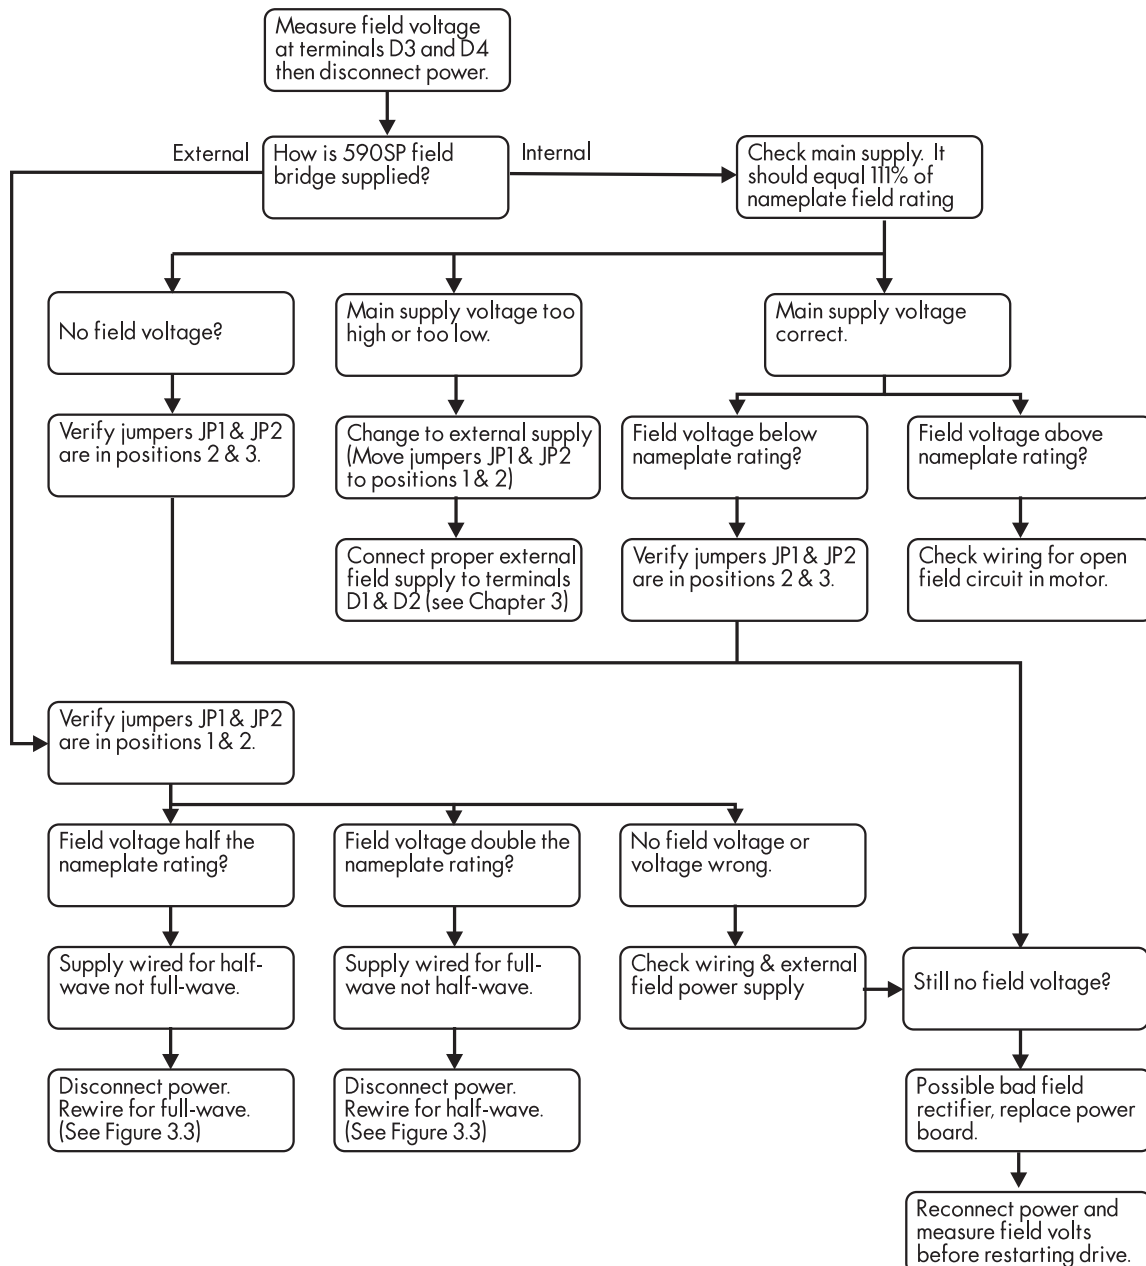 Measure field voltage
at terminals D3 and D4
then disconnect power.
External
How is 590SP field
bridge supplied?
Internal
Check main supply. It
should equal 111% of
nameplate field rating
No field voltage?
Main supply voltage too
high or too low.
Main supply voltage
correct.
Verify jumpers JP1 & JP2
are in positions 2 & 3.
Change to external supply
(Move jumpers JP1 & JP2
to positions 1 & 2)
Field voltage below
nameplate rating?
Field voltage above
nameplate rating?
Connect proper external
field supply to terminals
D1 & D2 (see Chapter 3)
Verify jumpers JP1 & JP2
are in positions 2 & 3.
Check wiring for open
field circuit in motor.
Verify jumpers JP1 & JP2
are in positions 1 & 2.
Field voltage half the
nameplate rating?
Field voltage double the
nameplate rating?
No field voltage or
voltage wrong.
Supply wired for half-
wave not full-wave.
Supply wired for full-
wave not half-wave.
Check wiring & external
field power supply
Still no field voltage?
Disconnect power.
Rewire for full-wave.
(See Figure 3.3)
Disconnect power.
Rewire for half-wave.
(See Figure 3.3)
Possible bad field
rectifier, replace power
board.
Reconnect power and
measure field volts
before restarting drive.